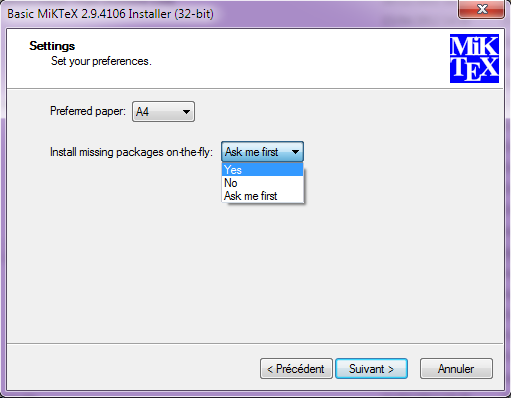 Basic MiKTeX 2.9.4106 Installer (32-bit)
Settings
Set your preferences.
MiK
TEX
Preferred paper: A4
Install missing packages on-the-fly: Ask me first
Yes
No
Ask me first
< Précédent Suivant > Annuler